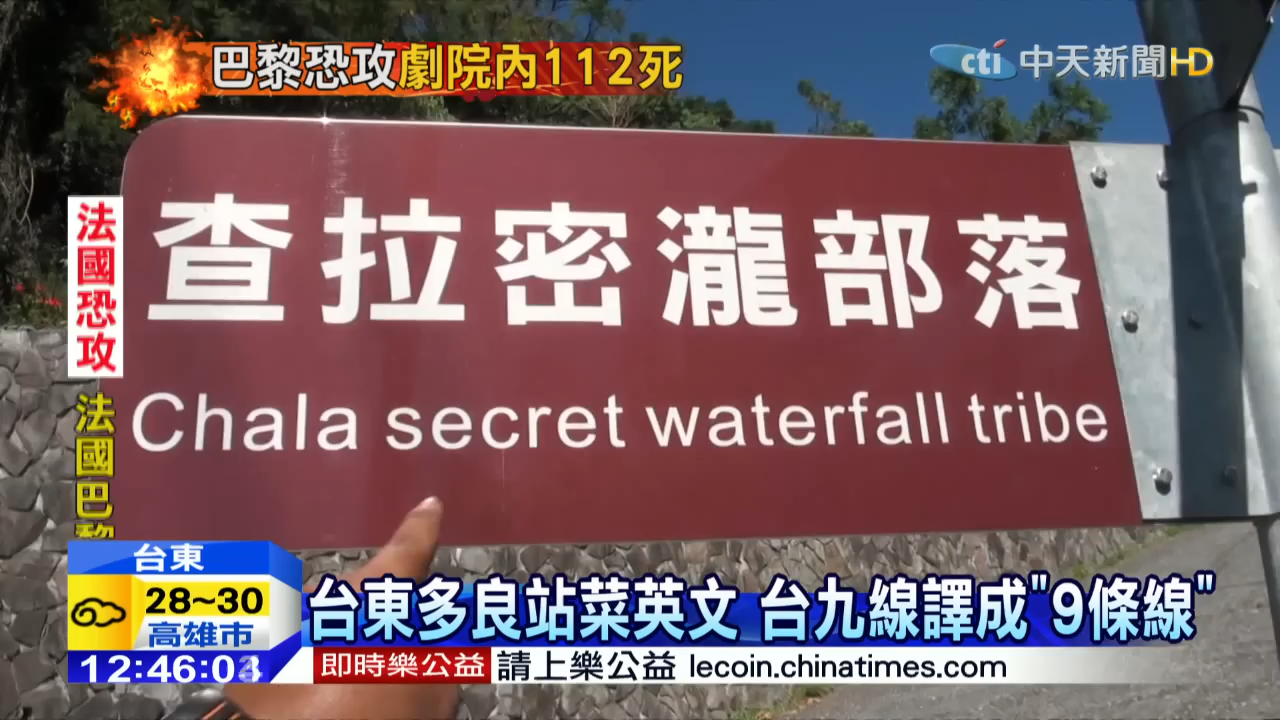 巴黎恐攻劇院內112死
cti 中天新聞HD
查拉密瀧部落
Chala secret waterfall tribe
法國恐攻
法國巴黎
台東
28~30
高雄市
12:46:03
台東多良站菜英文 台九線譯成"9條線"
即時樂公益 請上樂公益 lecoin.chinatimes.com